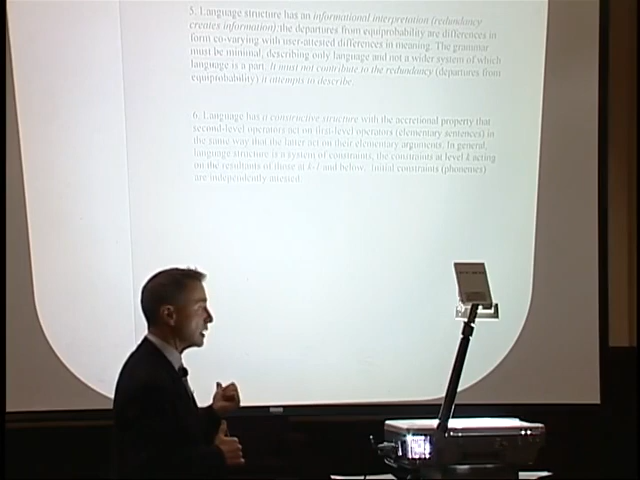 5. Language structure has an informational interpretation (redundancy
creates information); the departures from equiprobability are differences in
form co-varying with user-attested differences in meaning. The grammar
must be minimal, describing only language and not a wider system of which
language is a part. It must not contribute to the redundancy (departures from
equiprobability) it attempts to describe.
6. Language has a constructive structure with the accretional property that
second-level operators act on first-level operators (elementary sentences) in
the same way that the latter act on their elementary arguments. In general,
language structure is a system of constraints, the constraints at level k acting
on the resultants of those at k-1 and below. Initial constraints (phonemes)
are independently attested.